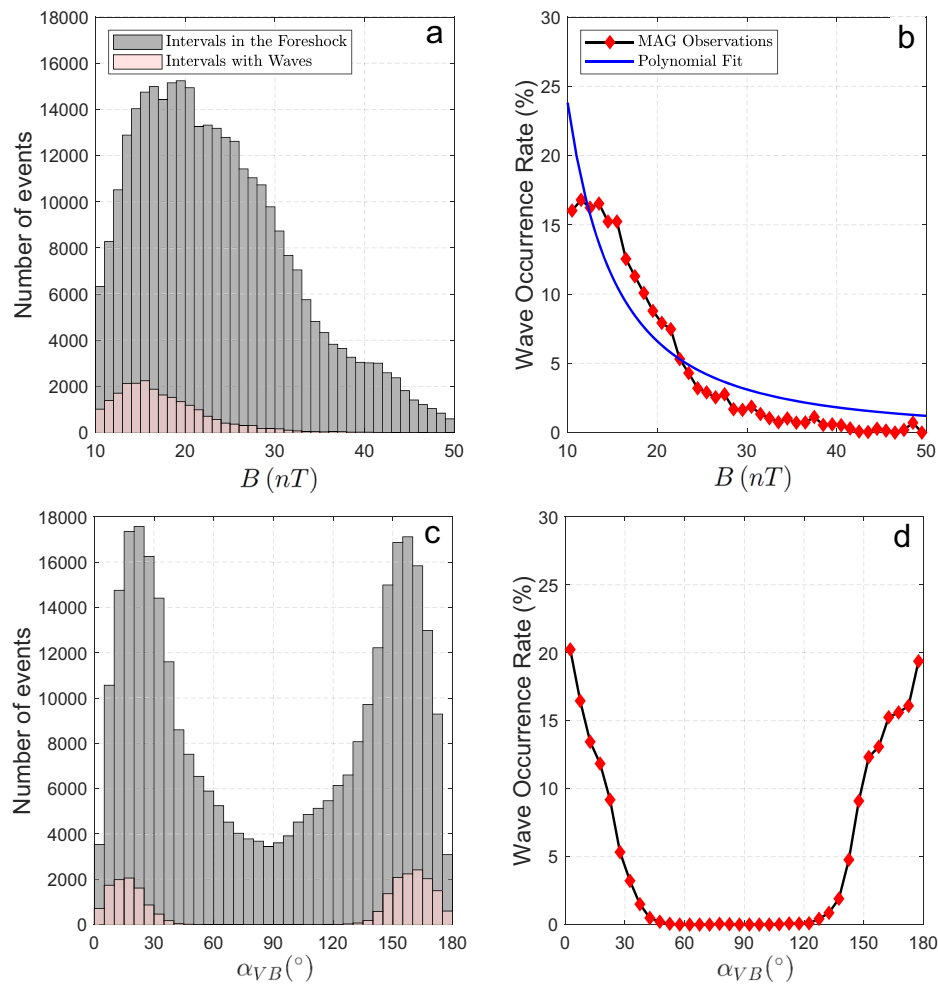 a
Intervals in the Foreshock
Intervals with Waves
Number of events
18000
16000
14000
12000
10000
8000
6000
4000
2000
0
10 20 30 40 50
B (nT)
b
MAG Observations
Polynomial Fit
Wave Occurrence Rate (%)
30
25
20
15
10
5
0
10 20 30 40 50
B (nT)
c
Number of events
18000
16000
14000
12000
10000
8000
6000
4000
2000
0
0 30 60 90 120 150 180
α_{VB}(°)
d
Wave Occurrence Rate (%)
30
25
20
15
10
5
0
0 30 60 90 120 150 180
α_{VB}(°)